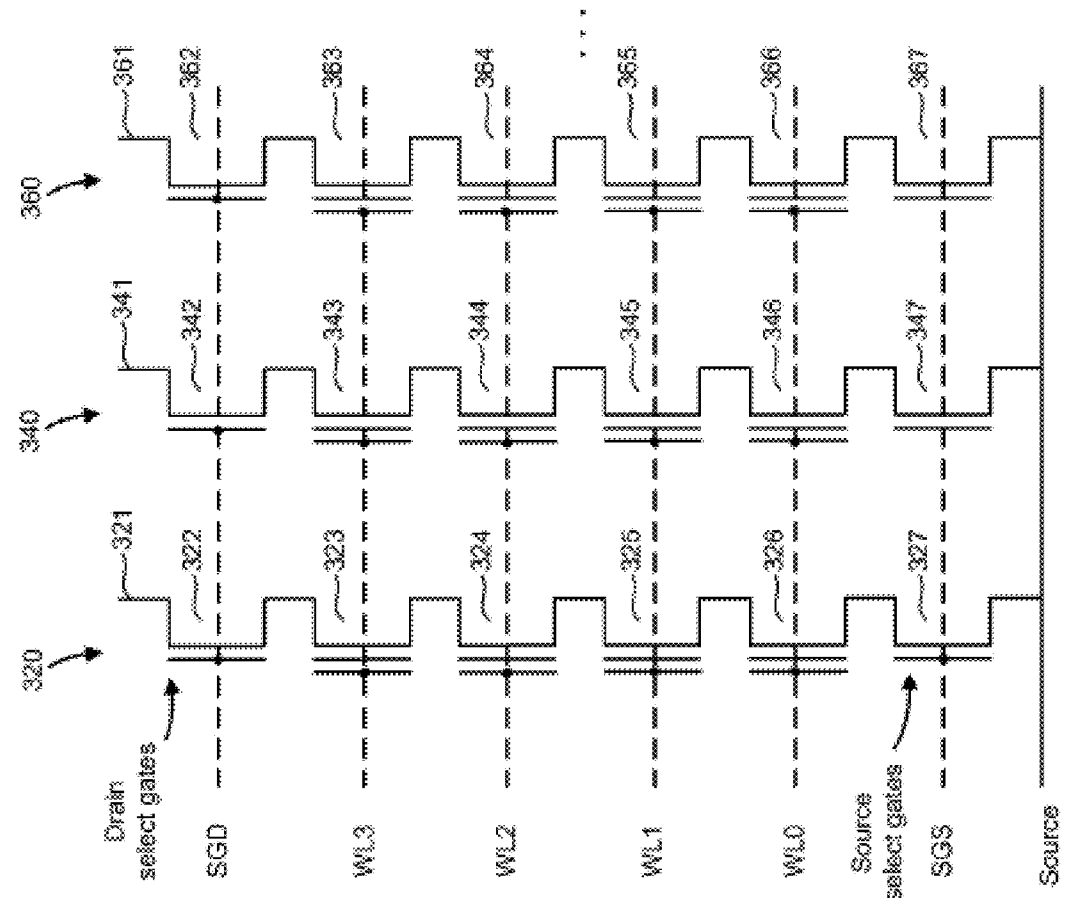 320
340
360
321
341
361
Drain
select gates
SGD
322
342
362
WL3
323
343
363
WL2
324
344
364
WL1
325
345
365
WL0
326
346
366
Source
select gates
SGS
327
347
367
Source
...